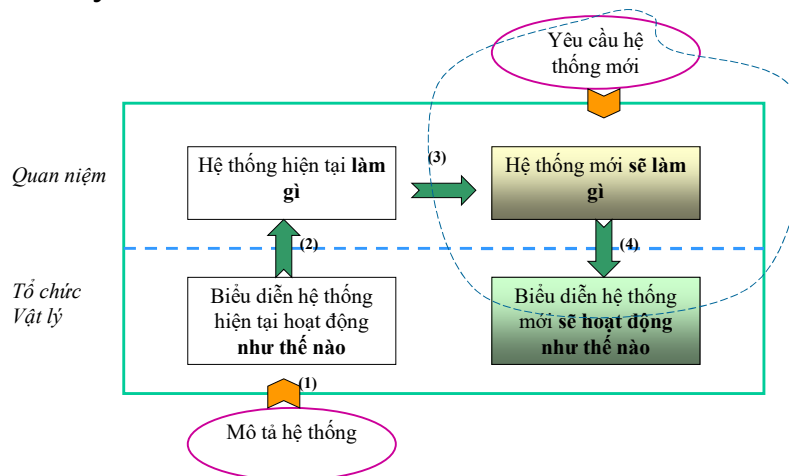 Yêu cầu hệ
thống mới
Quan niệm
Hệ thống hiện tại làm
gì
(3)
Hệ thống mới sẽ làm
gì
(2)
(4)
Tổ chức
Vật lý
Biểu diễn hệ thống
hiện tại hoạt động
như thế nào
Biểu diễn hệ thống
mới sẽ hoạt động
như thế nào
(1)
Mô tả hệ thống